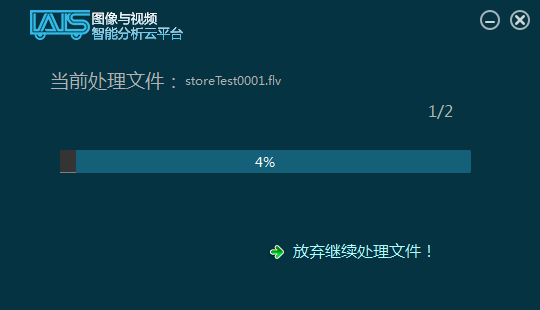 IAIS 图像与视频
智能分析云平台
当前处理文件： storeTest0001.flv
1/2
4%
放弃继续处理文件！